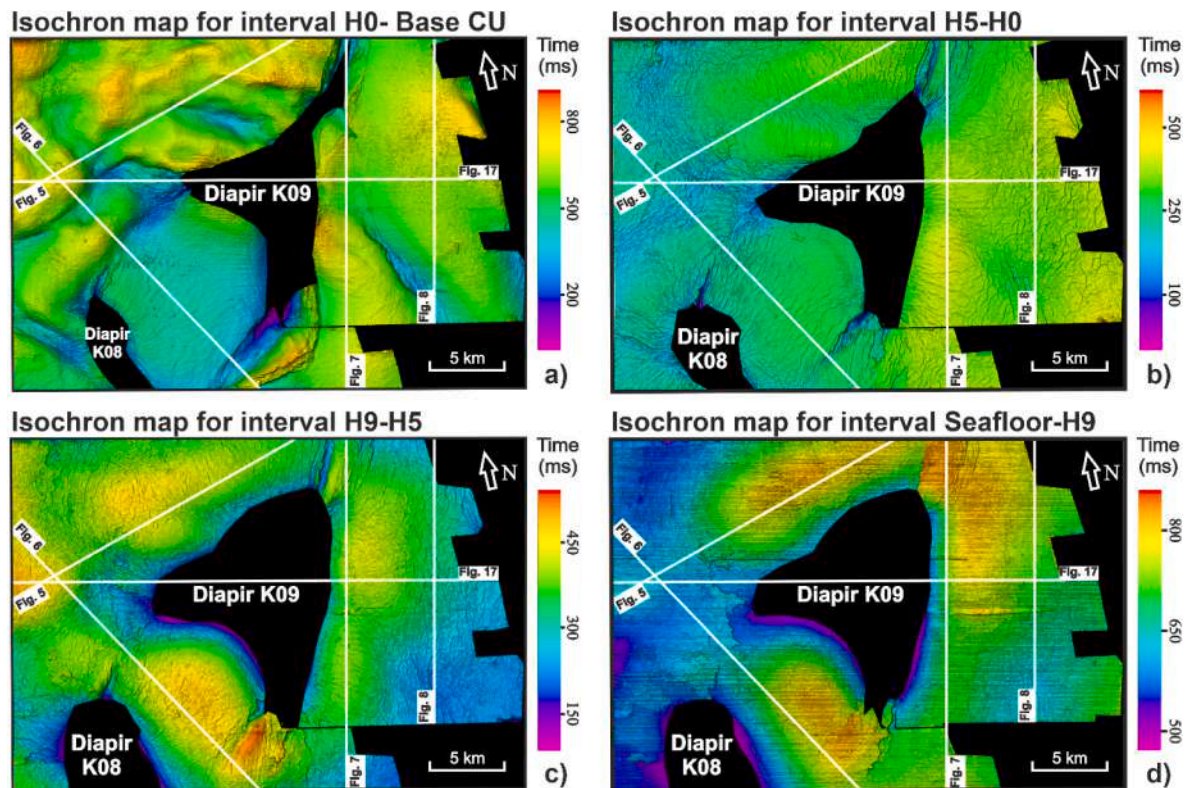 Isochron map for interval H0- Base CU
Time
(ms)
N
800
500
200
Fig. 6
Fig. 5
Fig. 17
Diapir K09
Diapir
K08
Fig. 8
Fig. 7
5 km
a)
Isochron map for interval H5-H0
Time
(ms)
N
500
250
100
Fig. 6
Fig. 5
Fig. 17
Diapir K09
Diapir
K08
Fig. 8
Fig. 7
5 km
b)
Isochron map for interval H9-H5
Time
(ms)
N
450
300
150
Fig. 6
Fig. 5
Fig. 17
Diapir K09
Diapir
K08
Fig. 8
Fig. 7
5 km
c)
Isochron map for interval Seafloor-H9
Time
(ms)
N
800
650
500
Fig. 6
Fig. 5
Fig. 17
Diapir K09
Diapir
K08
Fig. 8
Fig. 7
5 km
d)